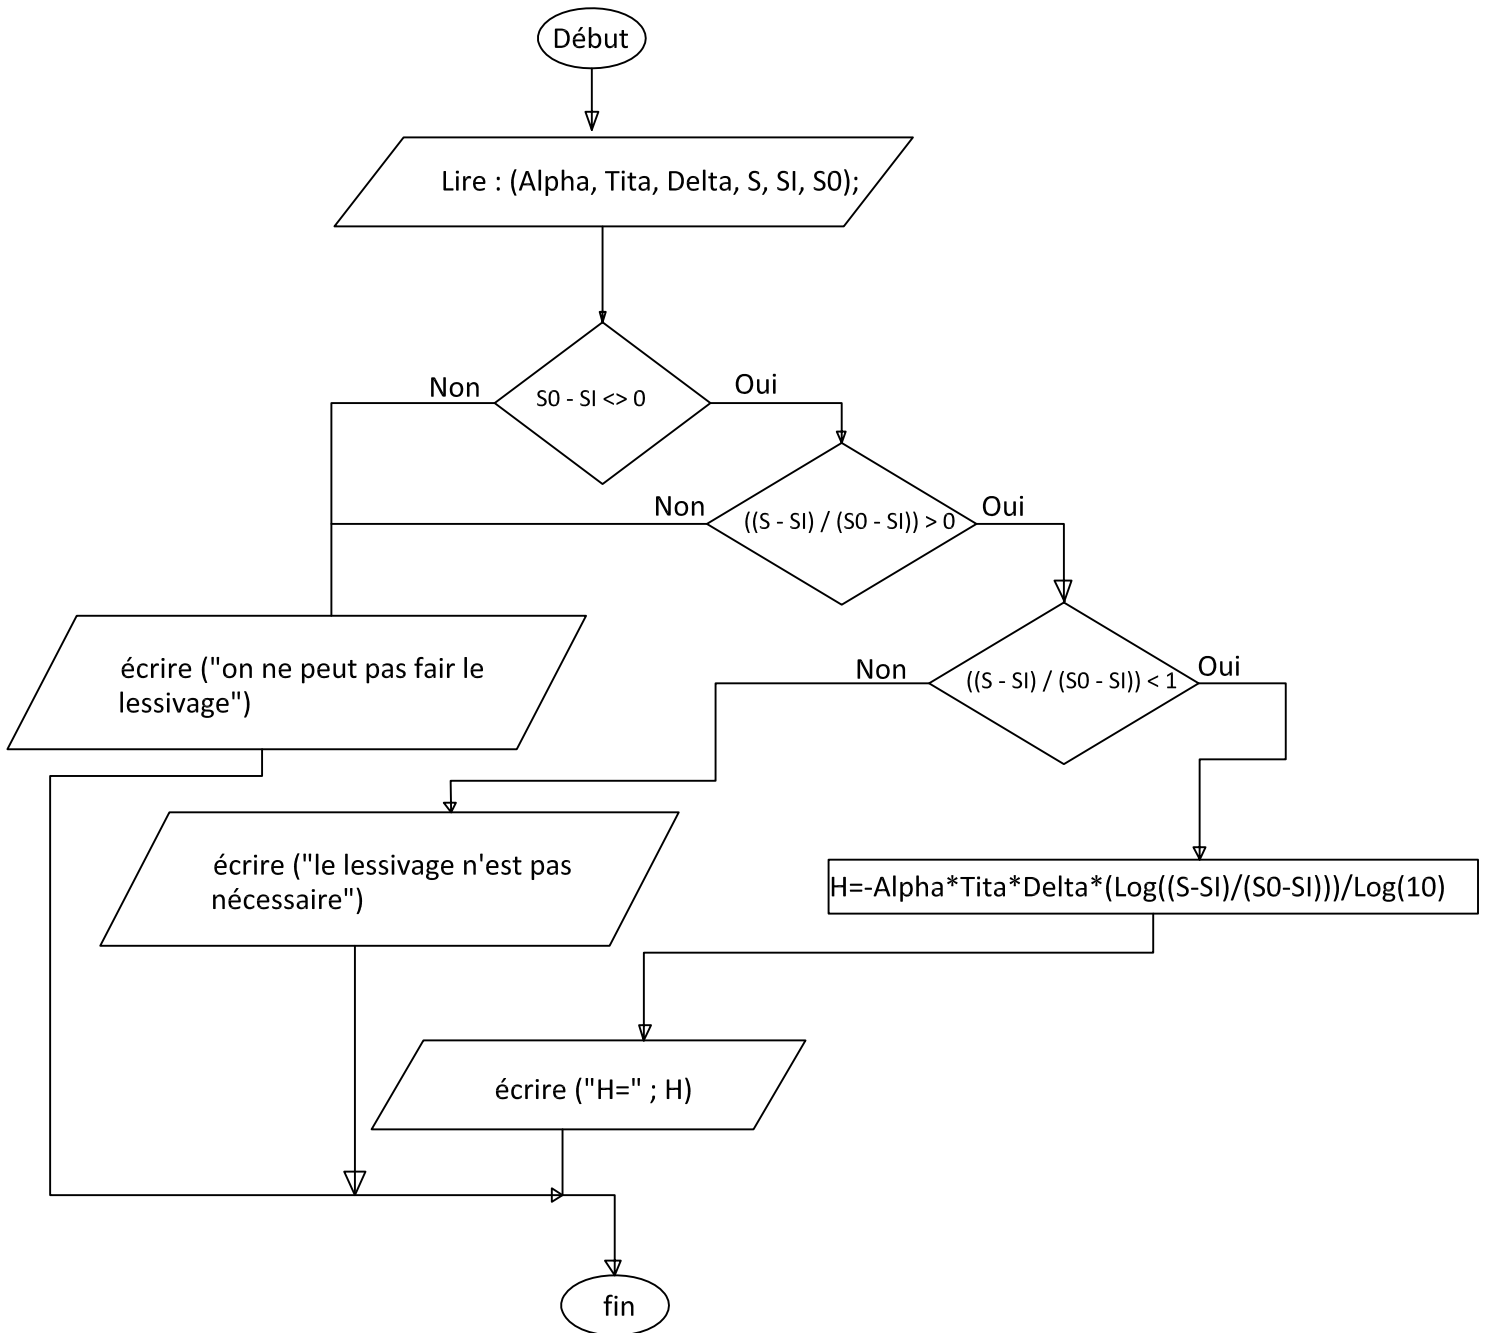 Début
Lire : (Alpha, Tita, Delta, S, SI, S0);
Non
Oui
S0 - SI <> 0
Non
Oui
((S - SI) / (S0 - SI)) > 0
Non
Oui
((S - SI) / (S0 - SI)) < 1
écrire ("on ne peut pas fair le
lessivage")
écrire ("le lessivage n'est pas
nécessaire")
H=-Alpha*Tita*Delta*(Log((S-SI)/(S0-SI)))/Log(10)
écrire ("H=" ; H)
fin